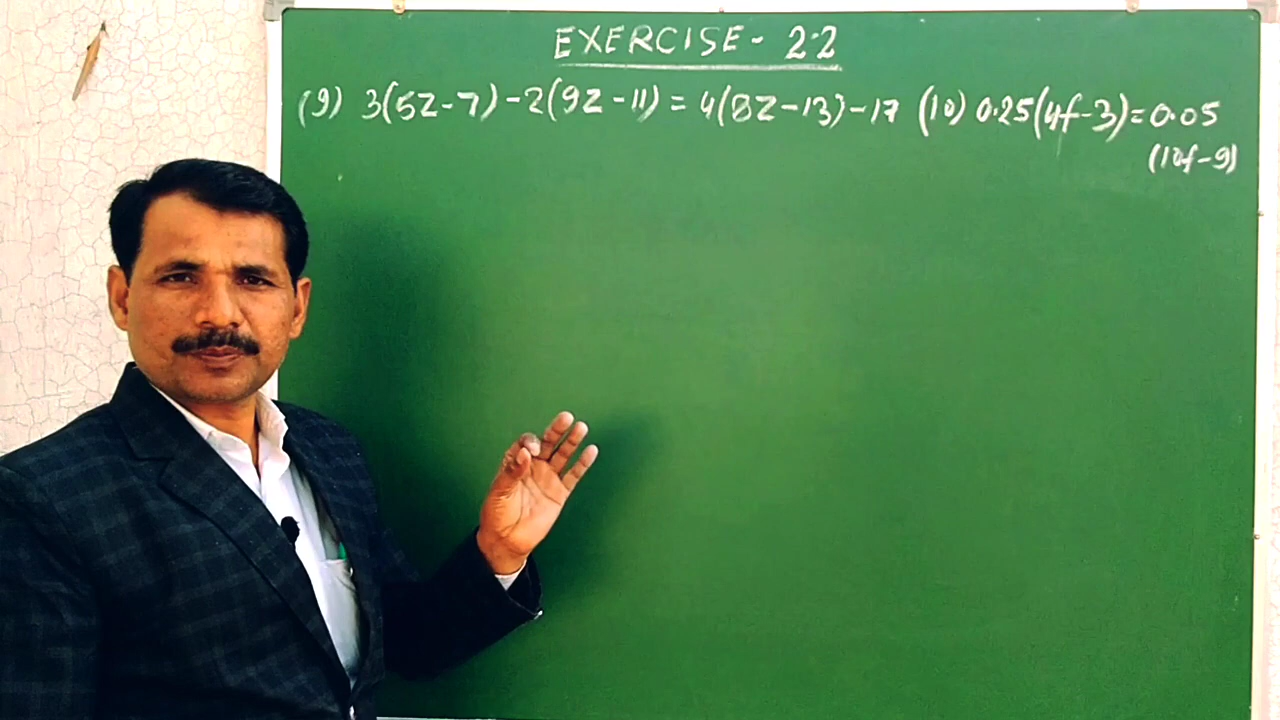 EXERCISE - 2.2
(9) 3(5z-7)-2(9z-11) = 4(8z-13)-17 (10) 0.25(4f-3)=0.05
(10f-9)